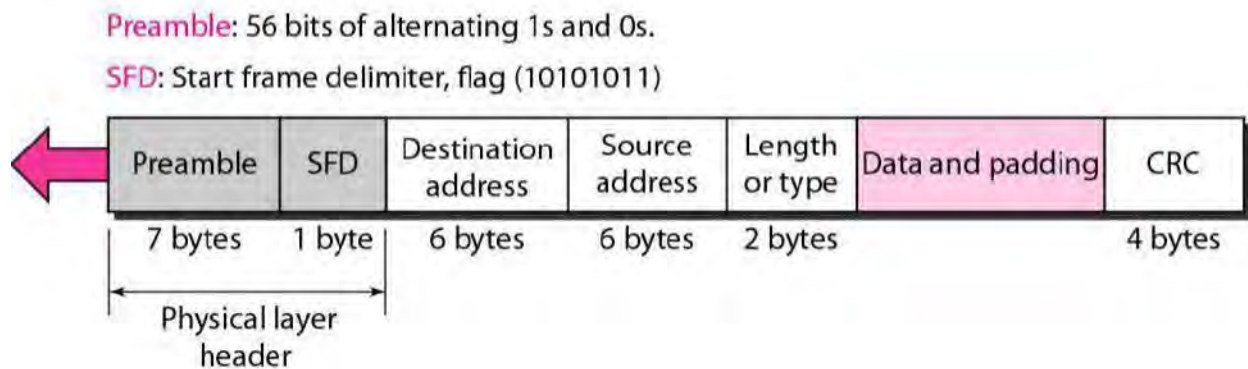 Preamble: 56 bits of alternating 1s and 0s.
SFD: Start frame delimiter, flag (10101011)
Preamble
SFD
Destination
address
Source
address
Length
or type
Data and padding
CRC
7 bytes
1 byte
6 bytes
6 bytes
2 bytes
4 bytes
Physical layer
header